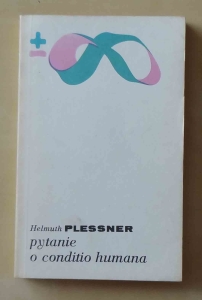 Helmuth PLESSNER
pytanie
o conditio humana